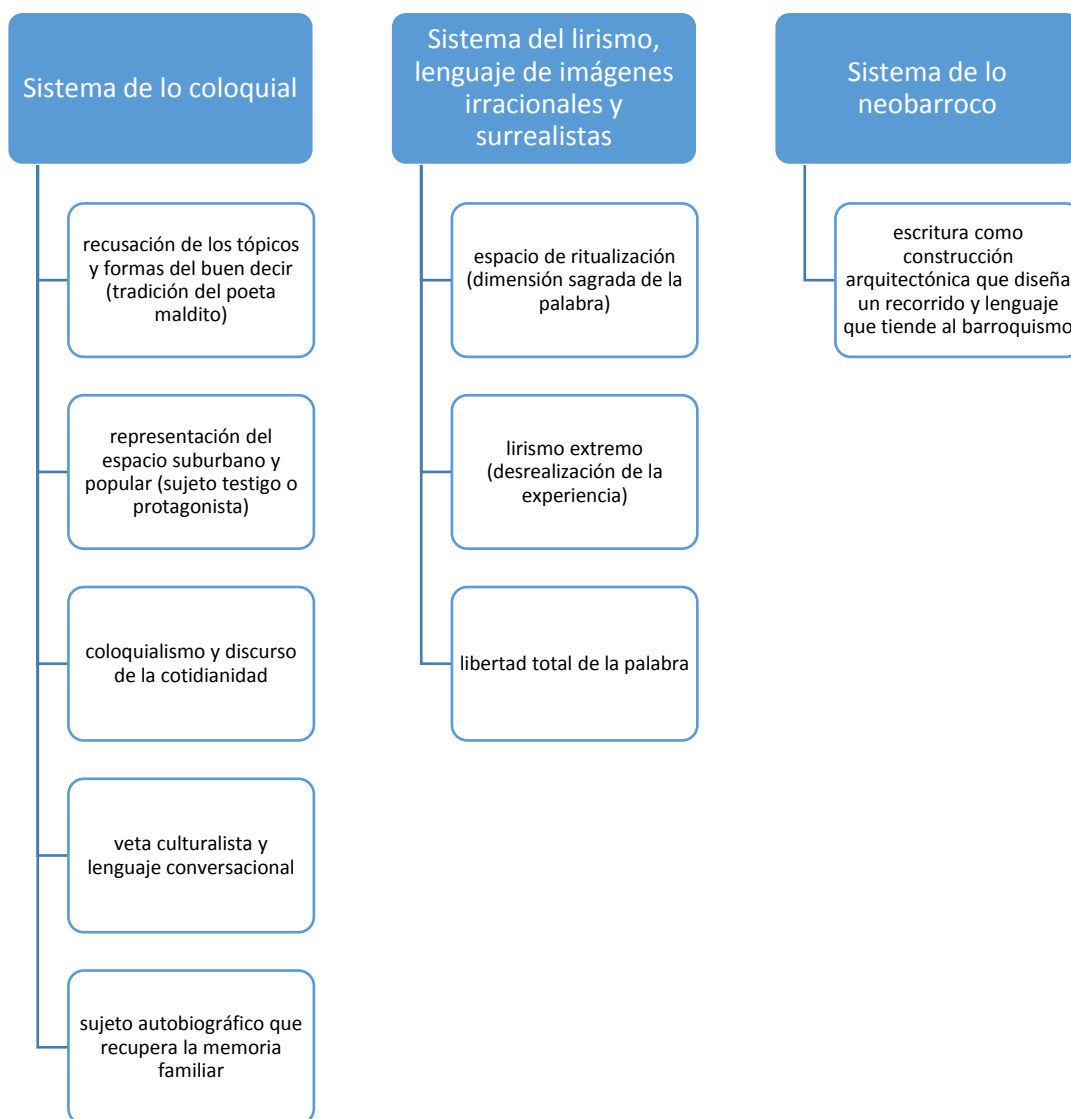 Sistema de lo coloquial
recusación de los tópicos
y formas del buen decir
(tradición del poeta
maldito)
representación del
espacio suburbano y
popular (sujeto testigo o
protagonista)
coloquialismo y discurso
de la cotidianidad
veta culturalista y
lenguaje conversacional
sujeto autobiográfico que
recupera la memoria
familiar
Sistema del lirismo,
lenguaje de imágenes
irracionales y
surrealistas
espacio de ritualización
(dimensión sagrada de la
palabra)
lirismo extremo
(desrealización de la
experiencia)
libertad total de la palabra
Sistema de lo
neobarroco
escritura como
construcción
arquitectónica que diseña
un recorrido y lenguaje
que tiende al barroquismo